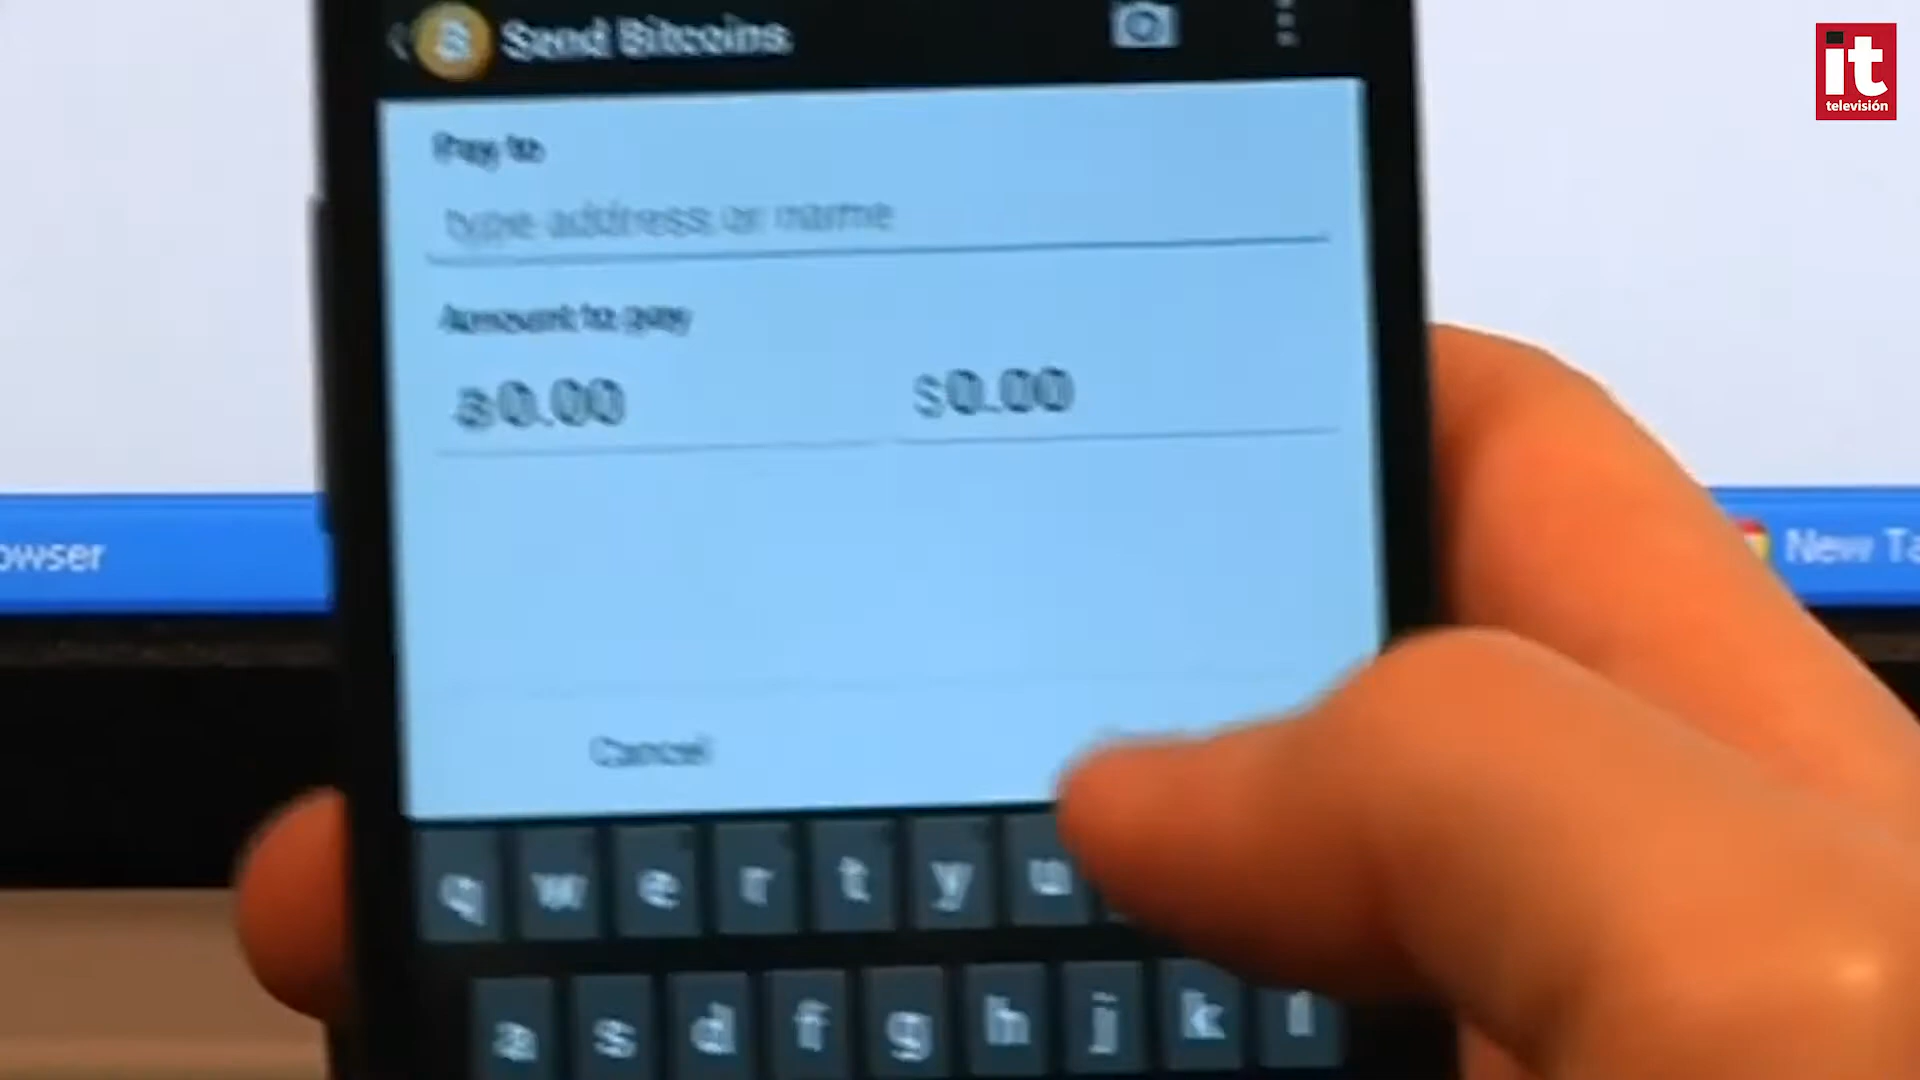 Send Bitcoins
it
televisión
Pay to
type address or name
Amount to pay
฿0.00 $0.00
owser
New Ta
Cancel
q w e r t y u
a s d f g h j k l